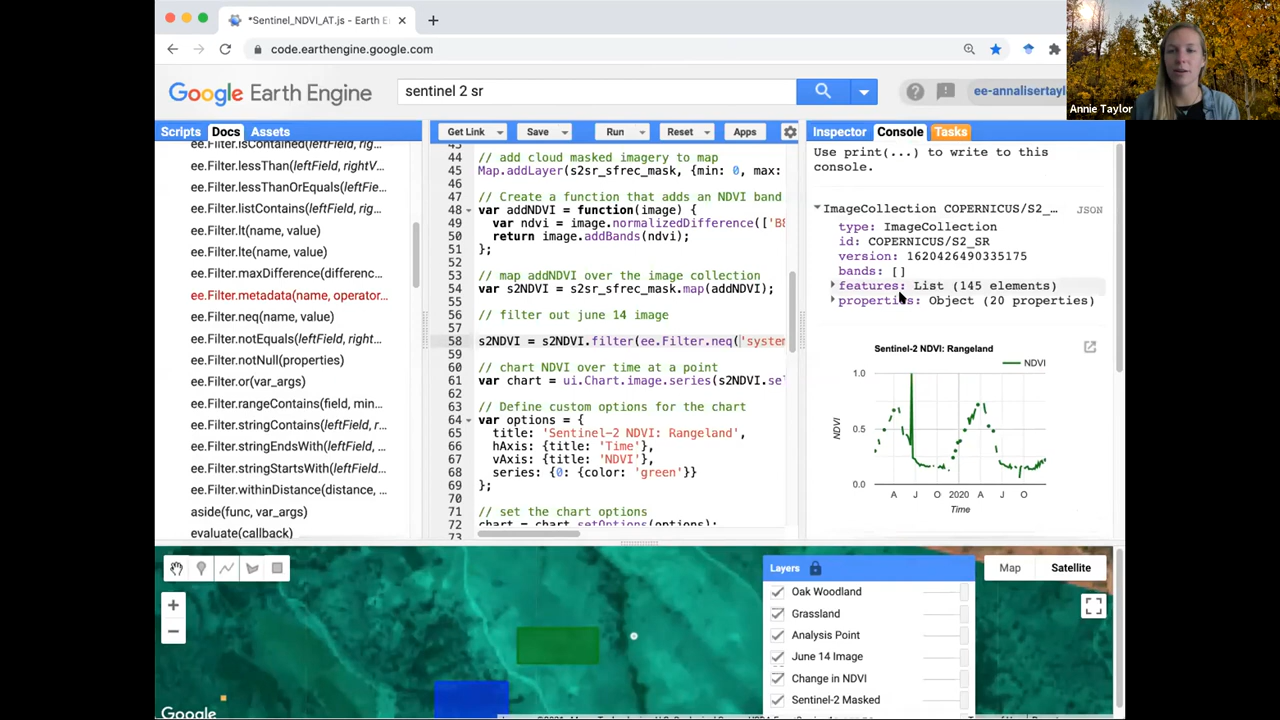 *Sentinel_NDVI_AT.js - Earth E
code.earthengine.google.com
Google Earth Engine
sentinel 2 sr
ee-annalisertayl
Annie Taylor
Scripts Docs Assets
ee.Filter.isContained(leftField, rig...
ee.Filter.lessThan(leftField, rightV...
ee.Filter.lessThanOrEquals(leftFie...
ee.Filter.listContains(leftField, rig...
ee.Filter.lt(name, value)
ee.Filter.lte(name, value)
ee.Filter.maxDifference(differenc...
ee.Filter.metadata(name, operator...
ee.Filter.neq(name, value)
ee.Filter.notEquals(leftField, right...
ee.Filter.notNull(properties)
ee.Filter.or(var_args)
ee.Filter.rangeContains(field, min...
ee.Filter.stringContains(leftField, r...
ee.Filter.stringEndsWith(leftField,...
ee.Filter.stringStartsWith(leftField...
ee.Filter.withinDistance(distance, ...
aside(func, var_args)
evaluate(callback)
Get Link Save Run Reset Apps
43
44 // add cloud masked imagery to map
45 Map.addLayer(s2sr_sfrec_mask, {min: 0, max:
46
47 // Create a function that adds an NDVI band
48 var addNDVI = function(image) {
49 var ndvi = image.normalizedDifference(['B8
50 return image.addBands(ndvi);
51 };
52
53 // map addNDVI over the image collection
54 var s2NDVI = s2sr_sfrec_mask.map(addNDVI);
55
56 // filter out june 14 image
57
58 s2NDVI = s2NDVI.filter(ee.Filter.neq('system
59
60 // chart NDVI over time at a point
61 var chart = ui.Chart.image.series(s2NDVI.se
62
63 // Define custom options for the chart
64 var options = {
65 title: 'Sentinel-2 NDVI: Rangeland',
66 hAxis: {title: 'Time'},
67 vAxis: {title: 'NDVI'},
68 series: {0: {color: 'green'}}
69 };
70
71 // set the chart options
72 chart = chart.setOptions(options);
73
Inspector Console Tasks
Use print(...) to write to this
console.
ImageCollection COPERNICUS/S2_... JSON
type: ImageCollection
id: COPERNICUS/S2_SR
version: 1620426490335175
bands: []
features: List (145 elements)
properties: Object (20 properties)
Sentinel-2 NDVI: Rangeland
NDVI
1.0
0.5
0.0
NDVI
A J O 2020 A J O
Time
Layers
Oak Woodland
Grassland
Analysis Point
June 14 Image
Change in NDVI
Sentinel-2 Masked
Map Satellite
+
−
Google